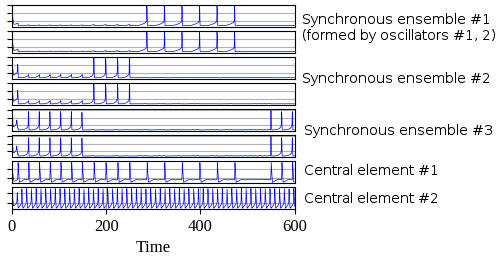 Synchronous ensemble #1
(formed by oscillators #1, 2)
Synchronous ensemble #2
Synchronous ensemble #3
Central element #1
Central element #2
0 200 400 600
Time